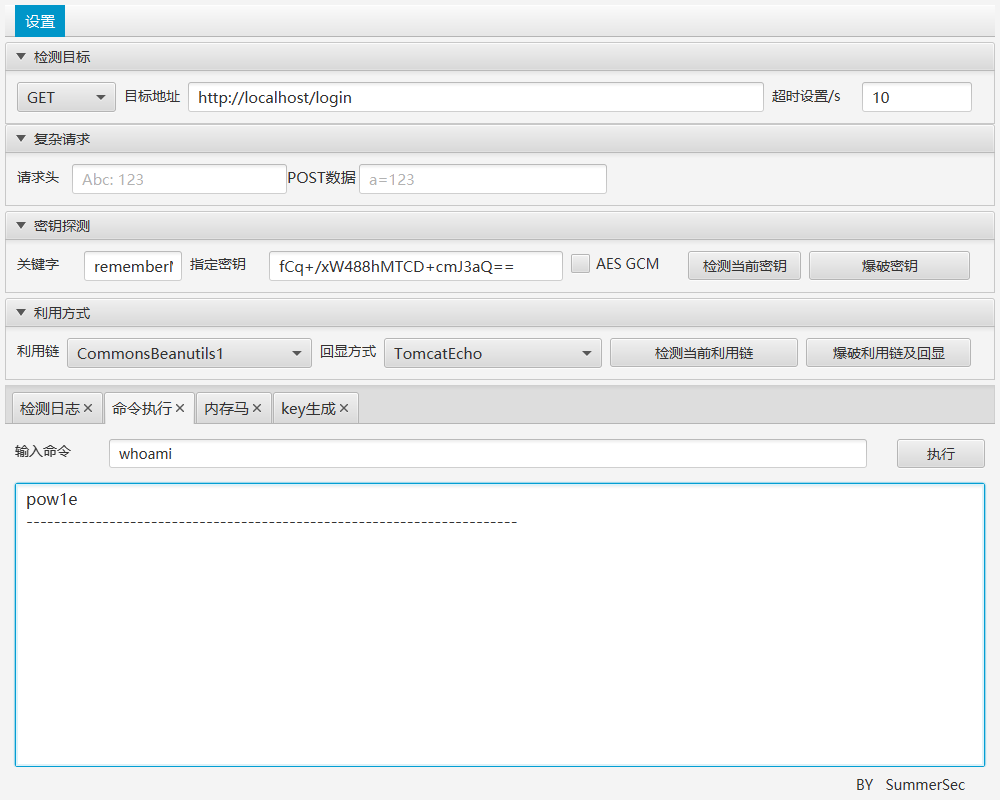 设置
检测目标
GET 目标地址 http://localhost/login 超时设置/s 10
复杂请求
请求头 Abc: 123 POST数据 a=123
密钥探测
关键字 rememberM 指定密钥 fCq+/xW488hMTCD+cmJ3aQ== AES GCM 检测当前密钥 爆破密钥
利用方式
利用链 CommonsBeanutils1 回显方式 TomcatEcho 检测当前利用链 爆破利用链及回显
检测日志 命令执行 内存马 key生成
输入命令 whoami 执行
pow1e
-----------------------------------------------------------------------
BY SummerSec